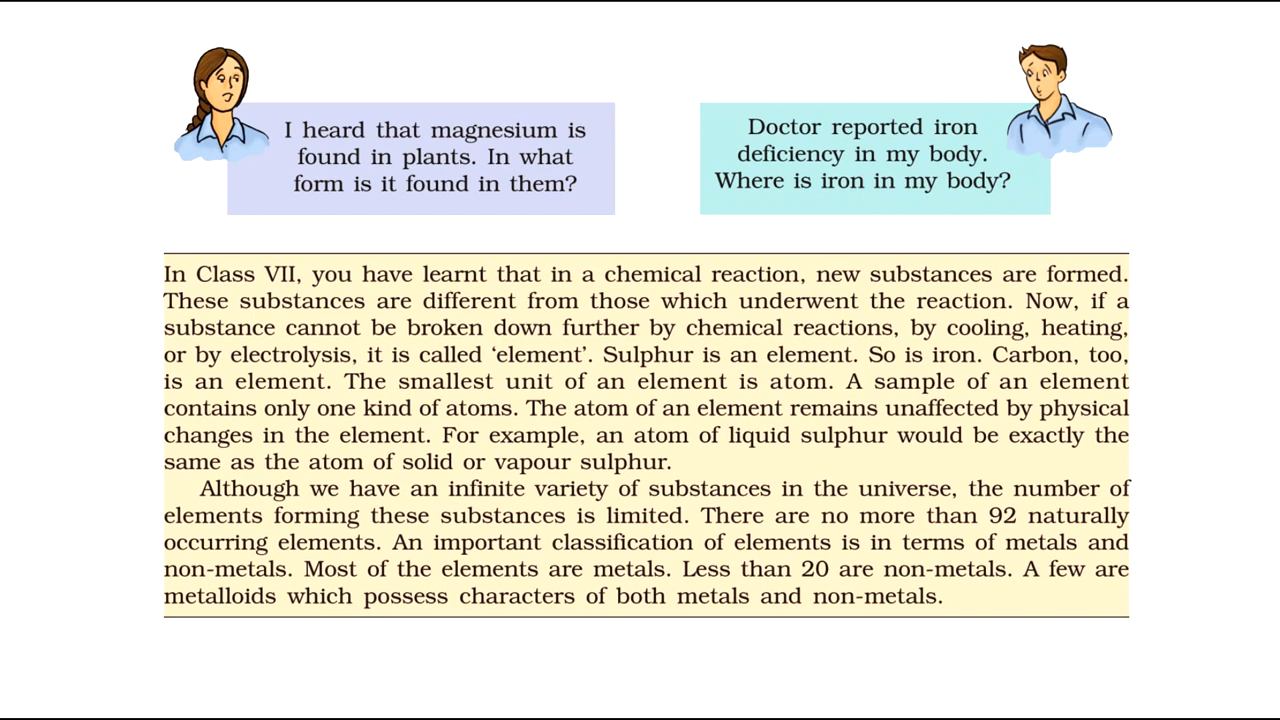 I heard that magnesium is
found in plants. In what
form is it found in them?
Doctor reported iron
deficiency in my body.
Where is iron in my body?
In Class VII, you have learnt that in a chemical reaction, new substances are formed.
These substances are different from those which underwent the reaction. Now, if a
substance cannot be broken down further by chemical reactions, by cooling, heating,
or by electrolysis, it is called ‘element’. Sulphur is an element. So is iron. Carbon, too,
is an element. The smallest unit of an element is atom. A sample of an element
contains only one kind of atoms. The atom of an element remains unaffected by physical
changes in the element. For example, an atom of liquid sulphur would be exactly the
same as the atom of solid or vapour sulphur.
Although we have an infinite variety of substances in the universe, the number of
elements forming these substances is limited. There are no more than 92 naturally
occurring elements. An important classification of elements is in terms of metals and
non-metals. Most of the elements are metals. Less than 20 are non-metals. A few are
metalloids which possess characters of both metals and non-metals.